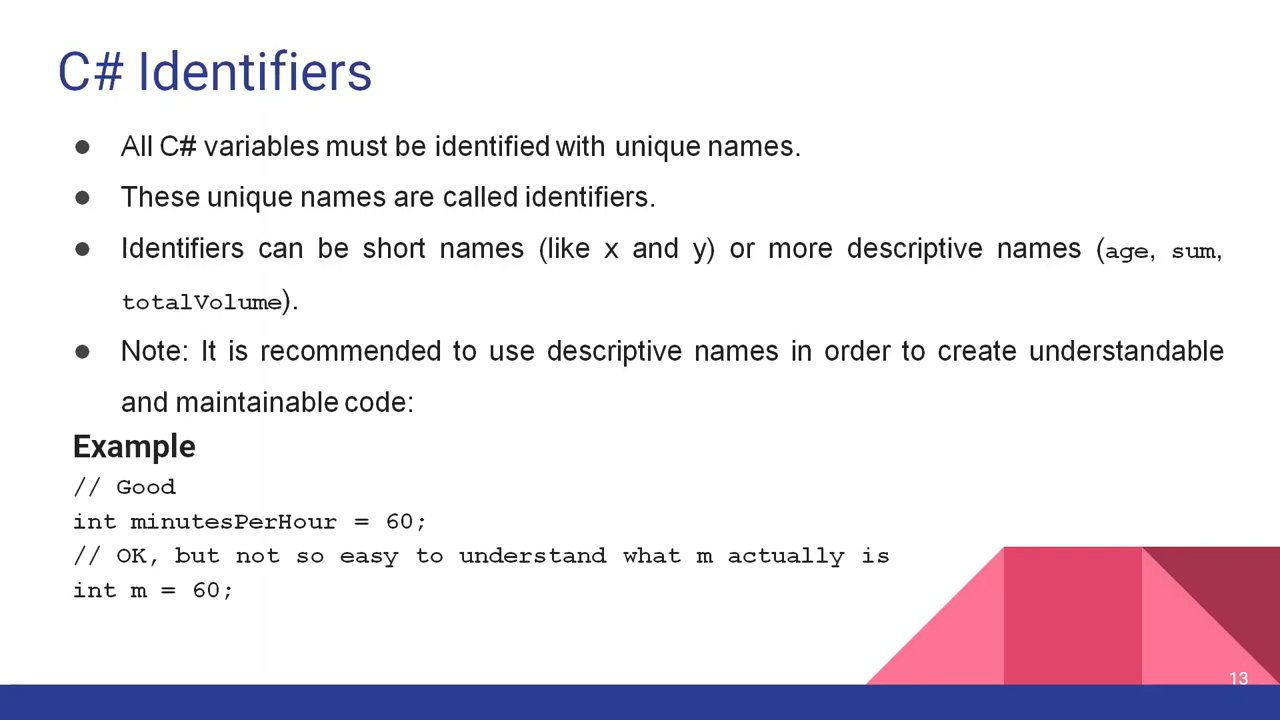 C# Identifiers
● All C# variables must be identified with unique names.
● These unique names are called identifiers.
● Identifiers can be short names (like x and y) or more descriptive names (age, sum,
totalVolume).
● Note: It is recommended to use descriptive names in order to create understandable
and maintainable code:
Example
// Good
int minutesPerHour = 60;
// OK, but not so easy to understand what m actually is
int m = 60;
13